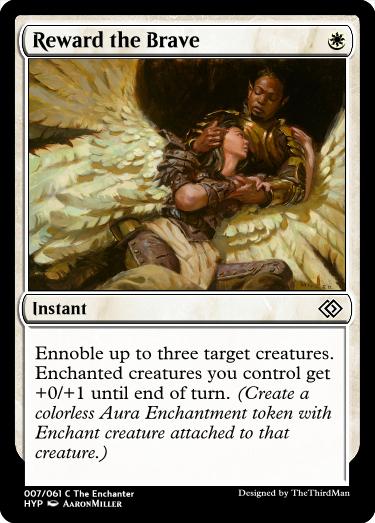 Reward the Brave
Instant
Ennoble up to three target creatures.
Enchanted creatures you control get
+0/+1 until end of turn. (Create a
colorless Aura Enchantment token with
Enchant creature attached to that
creature.)
007/061 C The Enchanter
Designed by TheThirdMan
HYP AaronMiller